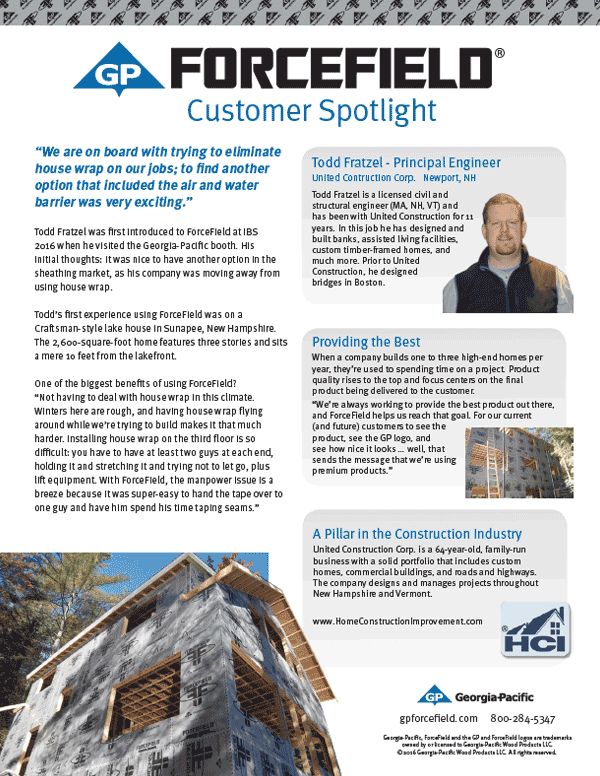 GP FORCEFIELD®
Customer Spotlight
“We are on board with trying to eliminate
house wrap on our jobs; to find another
option that included the air and water
barrier was very exciting.”
Todd Fratzel was first introduced to ForceField at IBS
2016 when he visited the Georgia-Pacific booth. His
initial thoughts: it was nice to have another option in the
sheathing market, as his company was moving away from
using house wrap.
Todd’s first experience using ForceField was on a
Craftsman-style lake house in Sunapee, New Hampshire.
The 2,600-square-foot home features three stories and sits
a mere 10 feet from the lakefront.
One of the biggest benefits of using ForceField?
“Not having to deal with house wrap in this climate.
Winters here are rough, and having house wrap flying
around while we’re trying to build makes it that much
harder. Installing house wrap on the third floor is so
difficult: you have to have at least two guys at each end,
holding it and stretching it and trying not to let go, plus
lift equipment. With ForceField, the manpower issue is a
breeze because it was super-easy to hand the tape over to
one guy and have him spend his time taping seams.”
Todd Fratzel - Principal Engineer
United Contruction Corp. Newport, NH
Todd Fratzel is a licensed civil and
structural engineer (MA, NH, VT) and
has been with United Construction for 11
years. In this job he has designed and
built banks, assisted living facilities,
custom timber-framed homes, and
much more. Prior to United
Construction, he designed
bridges in Boston.
Providing the Best
When a company builds one to three high-end homes per
year, they’re used to spending time on a project. Product
quality rises to the top and focus centers on the final
product being delivered to the customer.
“We’re always working to provide the best product out there,
and ForceField helps us reach that goal. For our current
(and future) customers to see the
product, see the GP logo, and
see how nice it looks ... well, that
sends the message that we’re using
premium products.”
A Pillar in the Construction Industry
United Construction Corp. is a 64-year-old, family-run
business with a solid portfolio that includes custom
homes, commercial buildings, and roads and highways.
The company designs and manages projects throughout
New Hampshire and Vermont.
www.HomeConstructionImprovement.com
HCI®
GP Georgia-Pacific
gpforcefield.com 800-284-5347
Georgia-Pacific, ForceField and the GP and ForceField logos are trademarks
owned by or licensed to Georgia-Pacific Wood Products LLC.
©2016 Georgia-Pacific Wood Products LLC. All rights reserved.